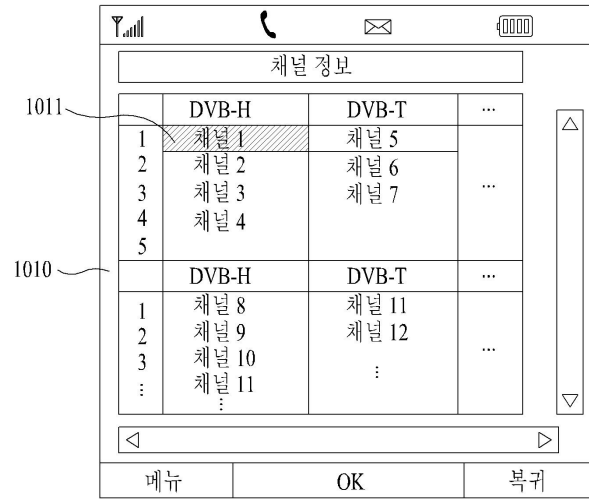 채널 정보
DVB-H DVB-T ...
1011
1 채널 1 채널 5
2 채널 2 채널 6
3 채널 3 채널 7 ...
4 채널 4
5
1010
DVB-H DVB-T ...
1 채널 8 채널 11
2 채널 9 채널 12
3 채널 10 ...
⋮ 채널 11 ⋮
⋮
메뉴 OK 복귀